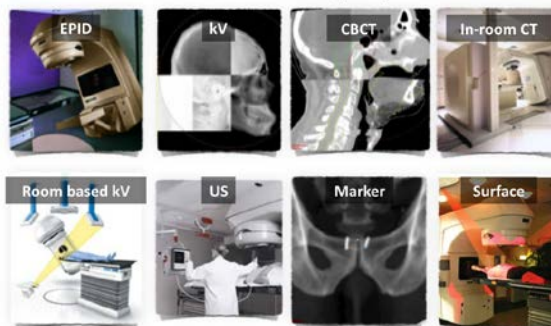 EPID
kV
CBCT
In-room CT
Room based kV
US
Marker
Surface